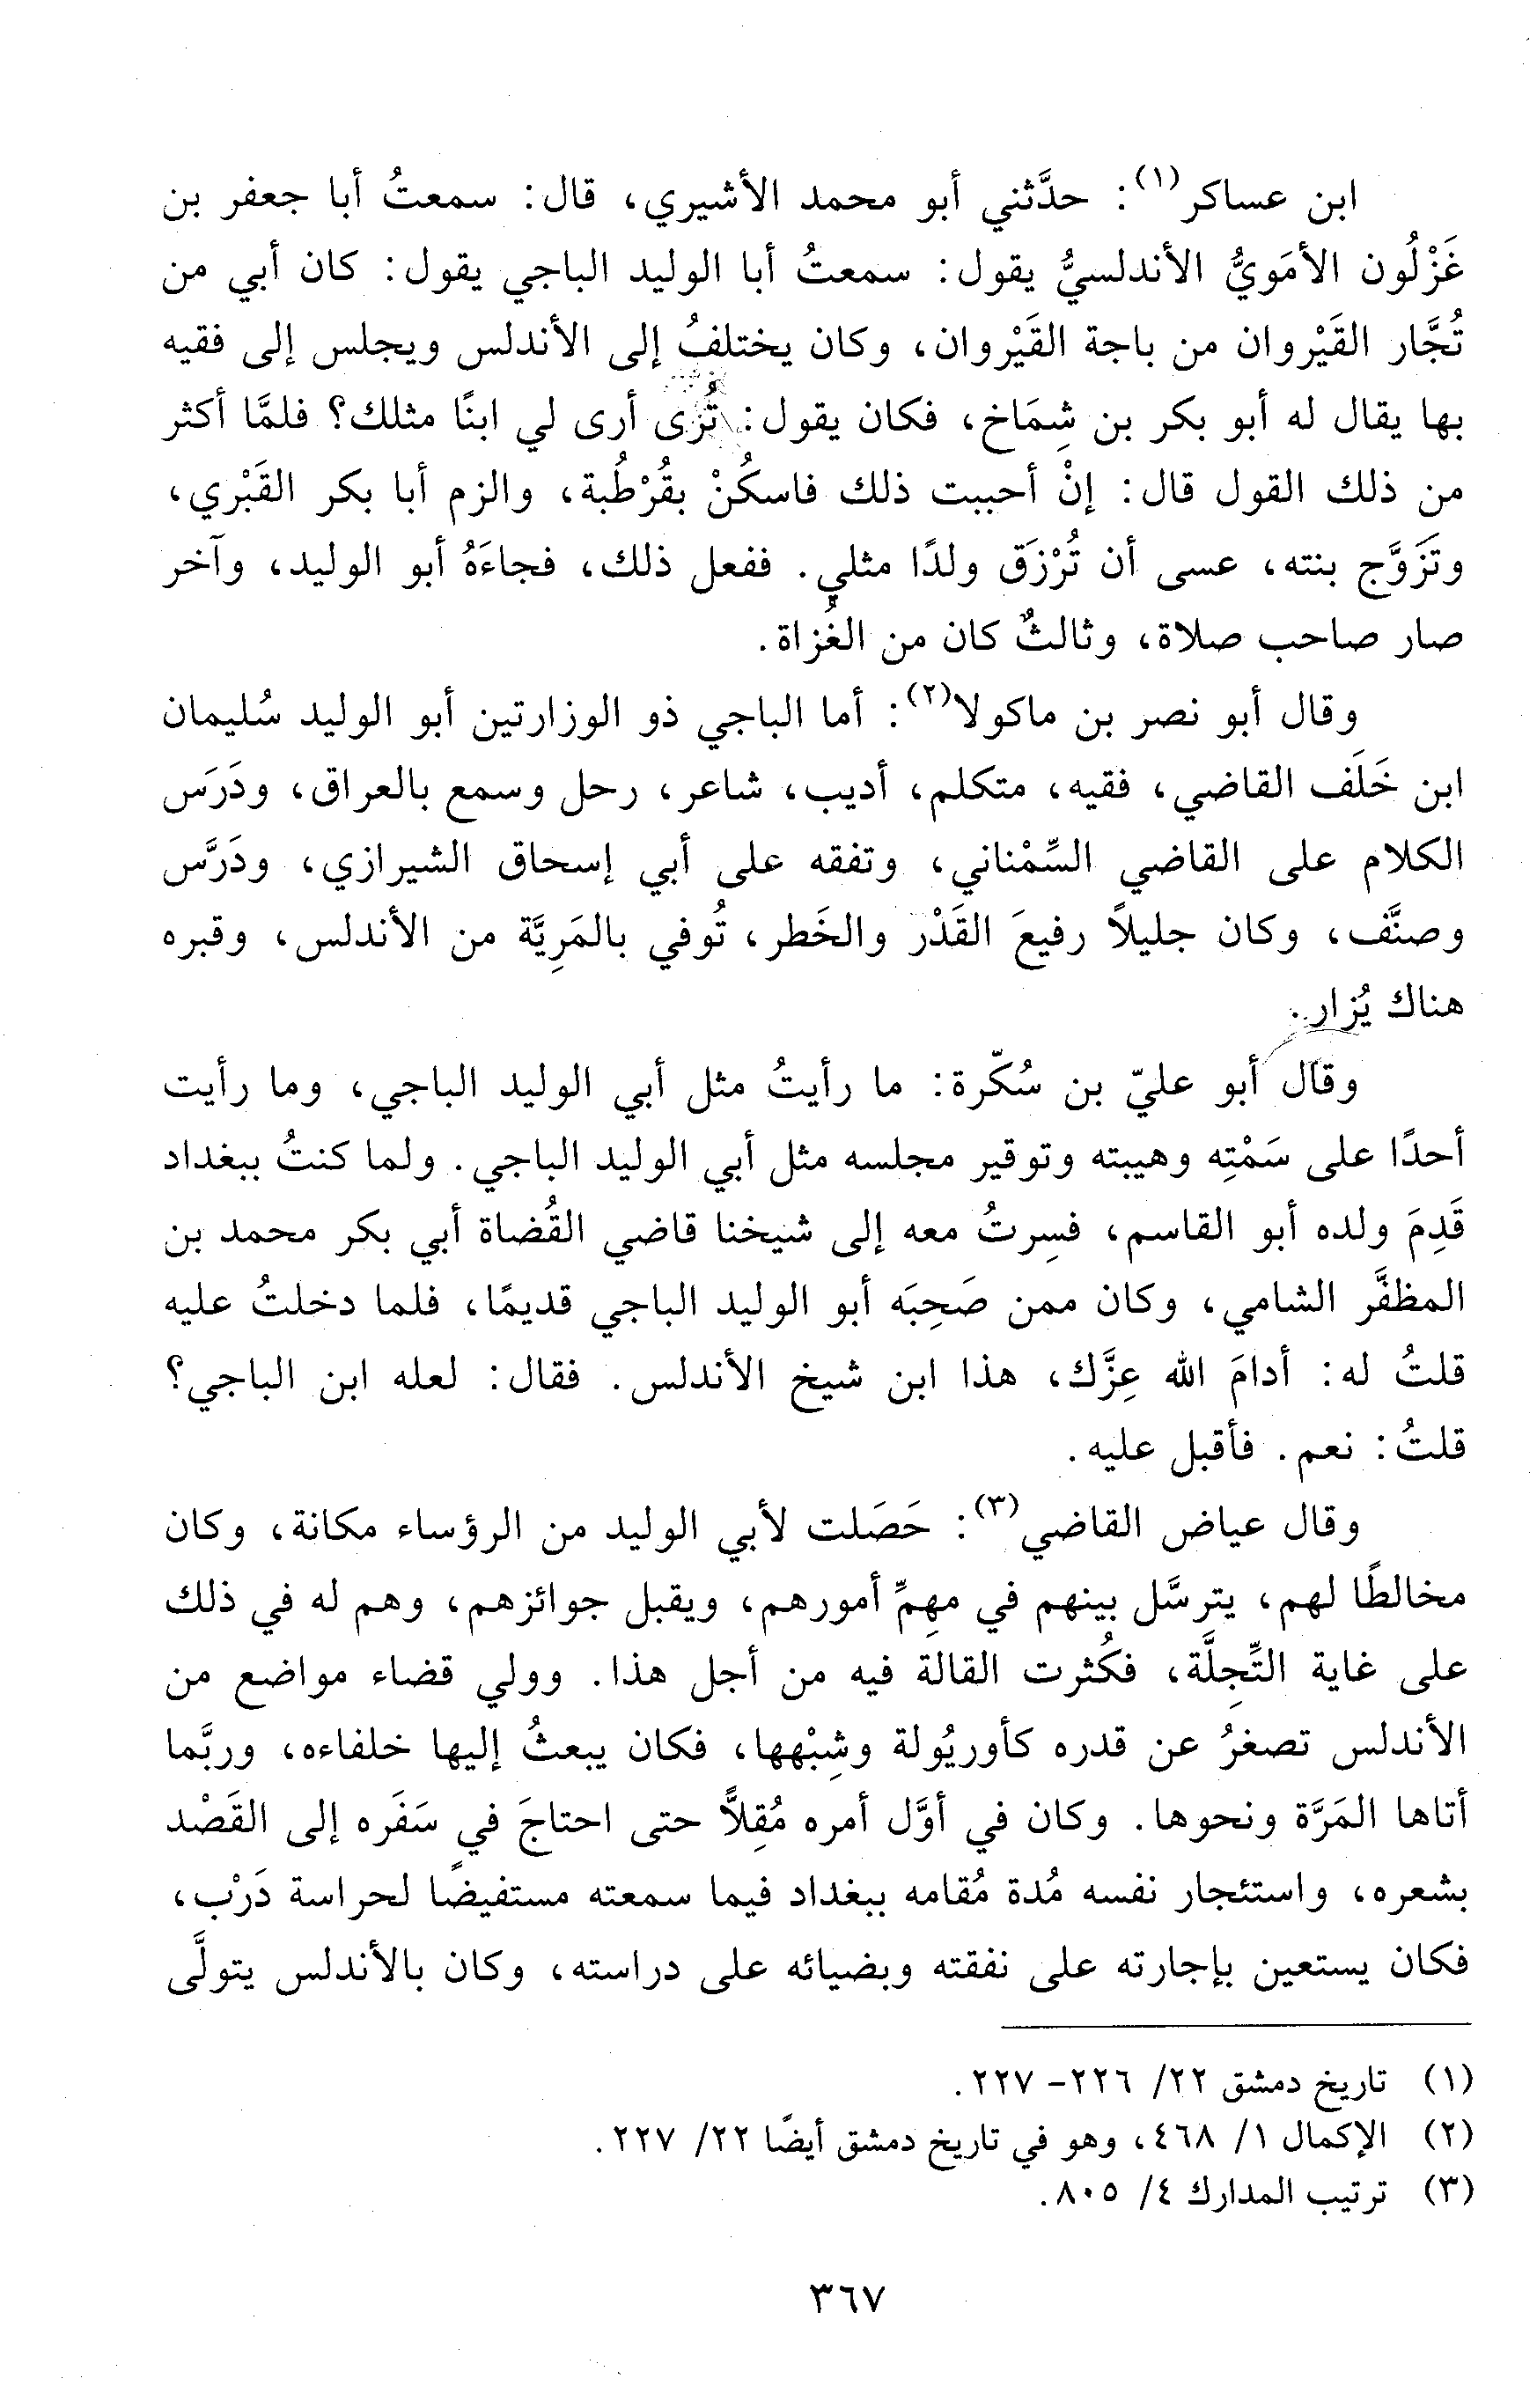 ابن عساكر(١): حدَّثني أبو محمد الأشيري، قال: سمعتُ أبا جعفر بن
غَزْلُون الأمَويُّ الأندلسيُّ يقول: سمعتُ أبا الوليد الباجي يقول: كان أبي من
تُجَّار القَيْروان من باجة القَيْروان، وكان يختلفُ إلى الأندلس ويجلس إلى فقيه
بها يقال له أبو بكر بن شِمَاخ، فكان يقول: تُرَى أرى لي ابنًا مثلك؟ فلمَّا أكثر
من ذلك القول قال: إنْ أحببت ذلك فاسكُنْ بقُرْطُبة، والزم أبا بكر القَبْري،
وتَزَوَّج بنته، عسى أن تُرْزَق ولدًا مثلي. ففعل ذلك، فجاءَهُ أبو الوليد، وآخر
صار صاحب صلاة، وثالثٌ كان من الغُزاة.
وقال أبو نصر بن ماكولا(٢): أما الباجي ذو الوزارتين أبو الوليد سُليمان
ابن خَلَف القاضي، فقيه، متكلم، أديب، شاعر، رحل وسمع بالعراق، ودَرَس
الكلام على القاضي السِّمْناني، وتفقه على أبي إسحاق الشيرازي، ودَرَّس
وصنَّف، وكان جليلاً رفيعَ القَدْر والخَطر، تُوفي بالمَرِيَّة من الأندلس، وقبره
هناك يُزار.
وقال أبو عليّ بن سُكّرة: ما رأيتُ مثل أبي الوليد الباجي، وما رأيت
أحدًا على سَمْتِه وهيبته وتوقير مجلسه مثل أبي الوليد الباجي. ولما كنتُ ببغداد
قَدِمَ ولده أبو القاسم، فسِرتُ معه إلى شيخنا قاضي القُضاة أبي بكر محمد بن
المظفَّر الشامي، وكان ممن صَحِبَه أبو الوليد الباجي قديمًا، فلما دخلتُ عليه
قلتُ له: أدامَ الله عِزَّك، هذا ابن شيخ الأندلس. فقال: لعله ابن الباجي؟
قلتُ: نعم. فأقبل عليه.
وقال عياض القاضي(٣): حَصَلت لأبي الوليد من الرؤساء مكانة، وكان
مخالطًا لهم، يترسَّل بينهم في مهِمِّ أمورهم، ويقبل جوائزهم، وهم له في ذلك
على غاية التِّجِلَّة، فكُثرت القالة فيه من أجل هذا. وولي قضاء مواضع من
الأندلس تصغرُ عن قدره كأوريُولة وشِبْهها، فكان يبعثُ إليها خلفاءه، وربَّما
أتاها المَرَّة ونحوها. وكان في أوَّل أمره مُقِلاًّ حتى احتاجَ في سَفَره إلى القَصْد
بشعره، واستئجار نفسه مُدة مُقامه ببغداد فيما سمعته مستفيضًا لحراسة دَرْب،
فكان يستعين بإجارته على نفقته وبضيائه على دراسته، وكان بالأندلس يتولَّى
(١) تاريخ دمشق ٢٢/ ٢٢٦- ٢٢٧.
(٢) الإكمال ١/ ٤٦٨، وهو في تاريخ دمشق أيضًا ٢٢/ ٢٢٧.
(٣) ترتيب المدارك ٤/ ٨٠٥.
٣٦٧